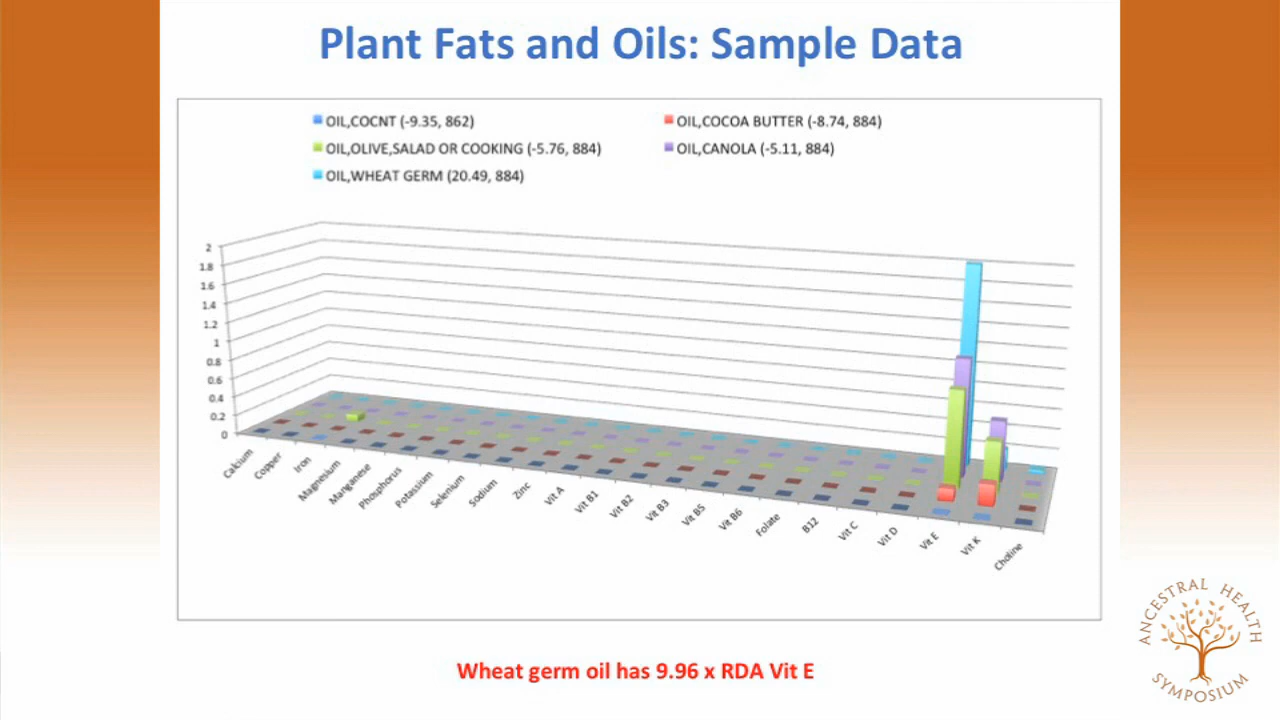 Plant Fats and Oils: Sample Data
OIL,COCNT (-9.35, 862)
OIL,COCOA BUTTER (-8.74, 884)
OIL,OLIVE,SALAD OR COOKING (-5.76, 884)
OIL,CANOLA (-5.11, 884)
OIL,WHEAT GERM (20.49, 884)
2
1.8
1.6
1.4
1.2
1
0.8
0.6
0.4
0.2
0
Calcium
Copper
Iron
Magnesium
Manganese
Phosphorus
Potassium
Selenium
Sodium
Zinc
Vit A
Vit B1
Vit B2
Vit B3
Vit B5
Vit B6
Folate
B12
Vit C
Vit D
Vit E
Vit K
Choline
Wheat germ oil has 9.96 x RDA Vit E
ANCESTRAL HEALTH
SYMPOSIUM